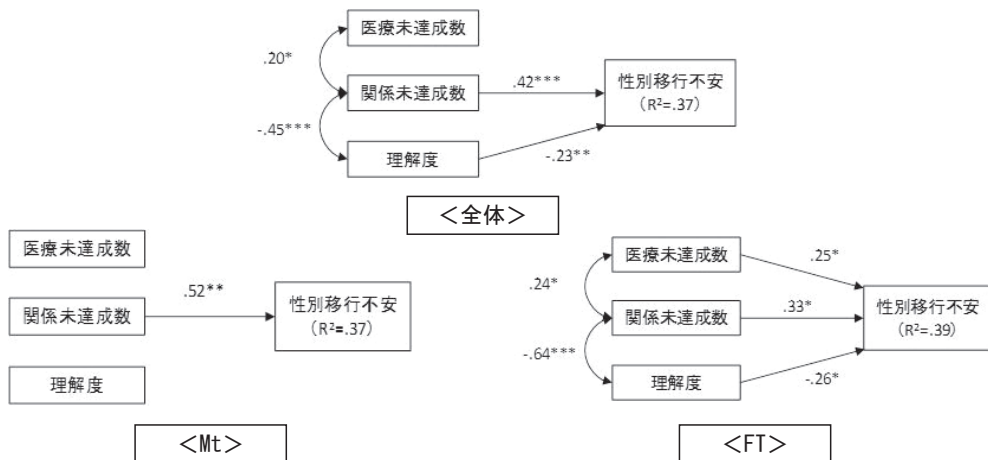 医療未達成数
.20*
関係未達成数
.42***
性別移行不安
（R²=.37）
-.45***
理解度
-.23**
＜全体＞
医療未達成数
関係未達成数
.52**
性別移行不安
（R²=.37）
理解度
＜Mt＞
医療未達成数
.25*
.24*
関係未達成数
.33*
性別移行不安
（R²=.39）
-.64***
理解度
-.26*
＜FT＞